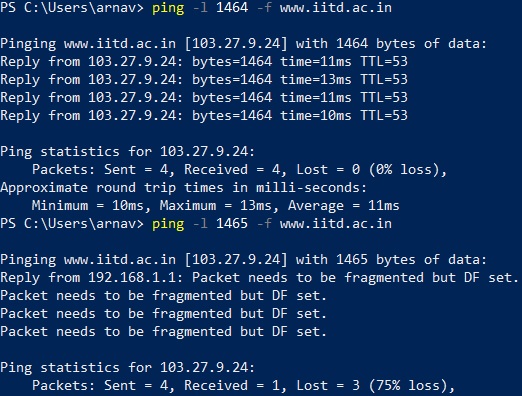 PS C:\Users\arnav> ping -l 1464 -f www.iitd.ac.in
Pinging www.iitd.ac.in [103.27.9.24] with 1464 bytes of data:
Reply from 103.27.9.24: bytes=1464 time=11ms TTL=53
Reply from 103.27.9.24: bytes=1464 time=13ms TTL=53
Reply from 103.27.9.24: bytes=1464 time=11ms TTL=53
Reply from 103.27.9.24: bytes=1464 time=10ms TTL=53
Ping statistics for 103.27.9.24:
    Packets: Sent = 4, Received = 4, Lost = 0 (0% loss),
Approximate round trip times in milli-seconds:
    Minimum = 10ms, Maximum = 13ms, Average = 11ms
PS C:\Users\arnav> ping -l 1465 -f www.iitd.ac.in
Pinging www.iitd.ac.in [103.27.9.24] with 1465 bytes of data:
Reply from 192.168.1.1: Packet needs to be fragmented but DF set.
Packet needs to be fragmented but DF set.
Packet needs to be fragmented but DF set.
Packet needs to be fragmented but DF set.
Ping statistics for 103.27.9.24:
    Packets: Sent = 4, Received = 1, Lost = 3 (75% loss),